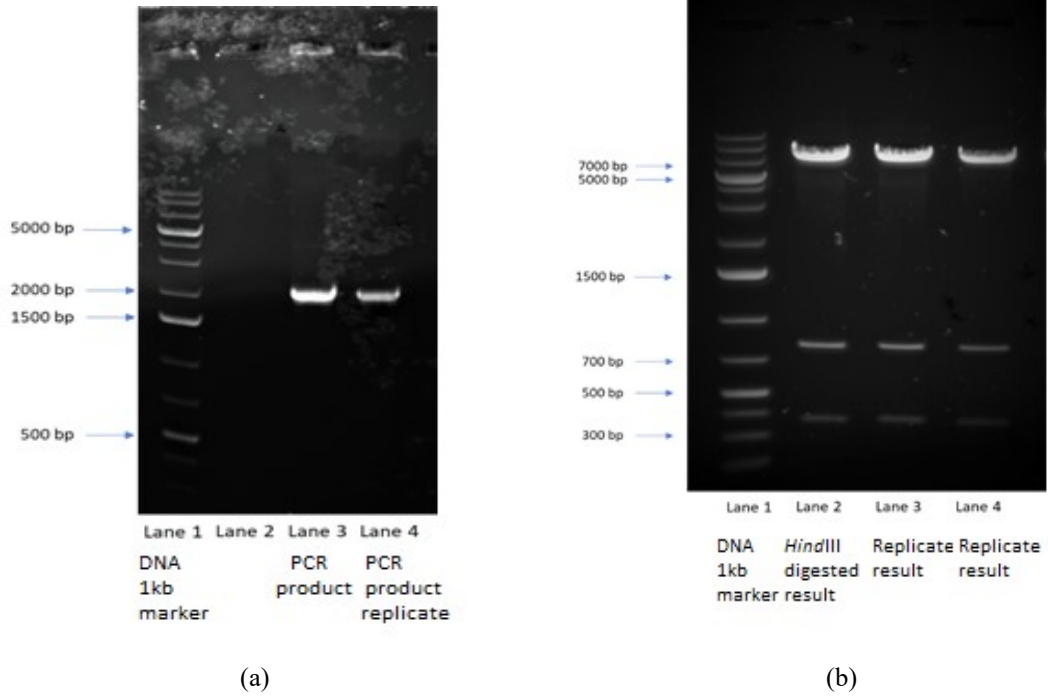 5000 bp
2000 bp
1500 bp
500 bp
Lane 1 Lane 2 Lane 3 Lane 4
DNA PCR PCR
1kb product product
marker replicate
(a)
7000 bp
5000 bp
1500 bp
700 bp
500 bp
300 bp
Lane 1 Lane 2 Lane 3 Lane 4
DNA HindIII Replicate Replicate
1kb digested result result
marker result
(b)